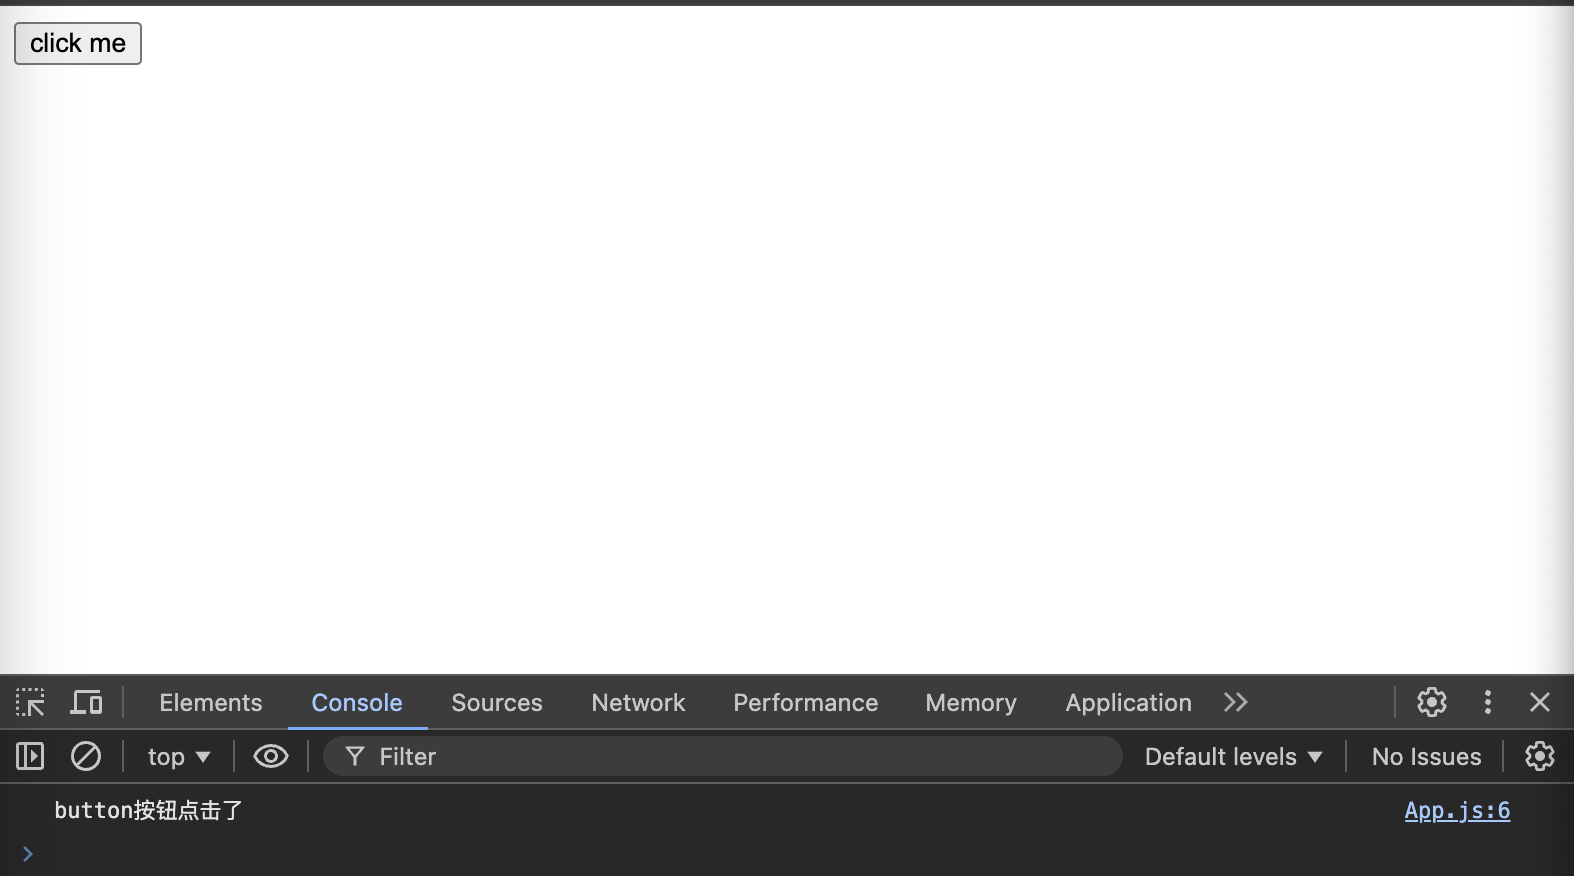 click me
Elements Console Sources Network Performance Memory Application
top Filter Default levels No Issues
button按钮点击了 App.js:6